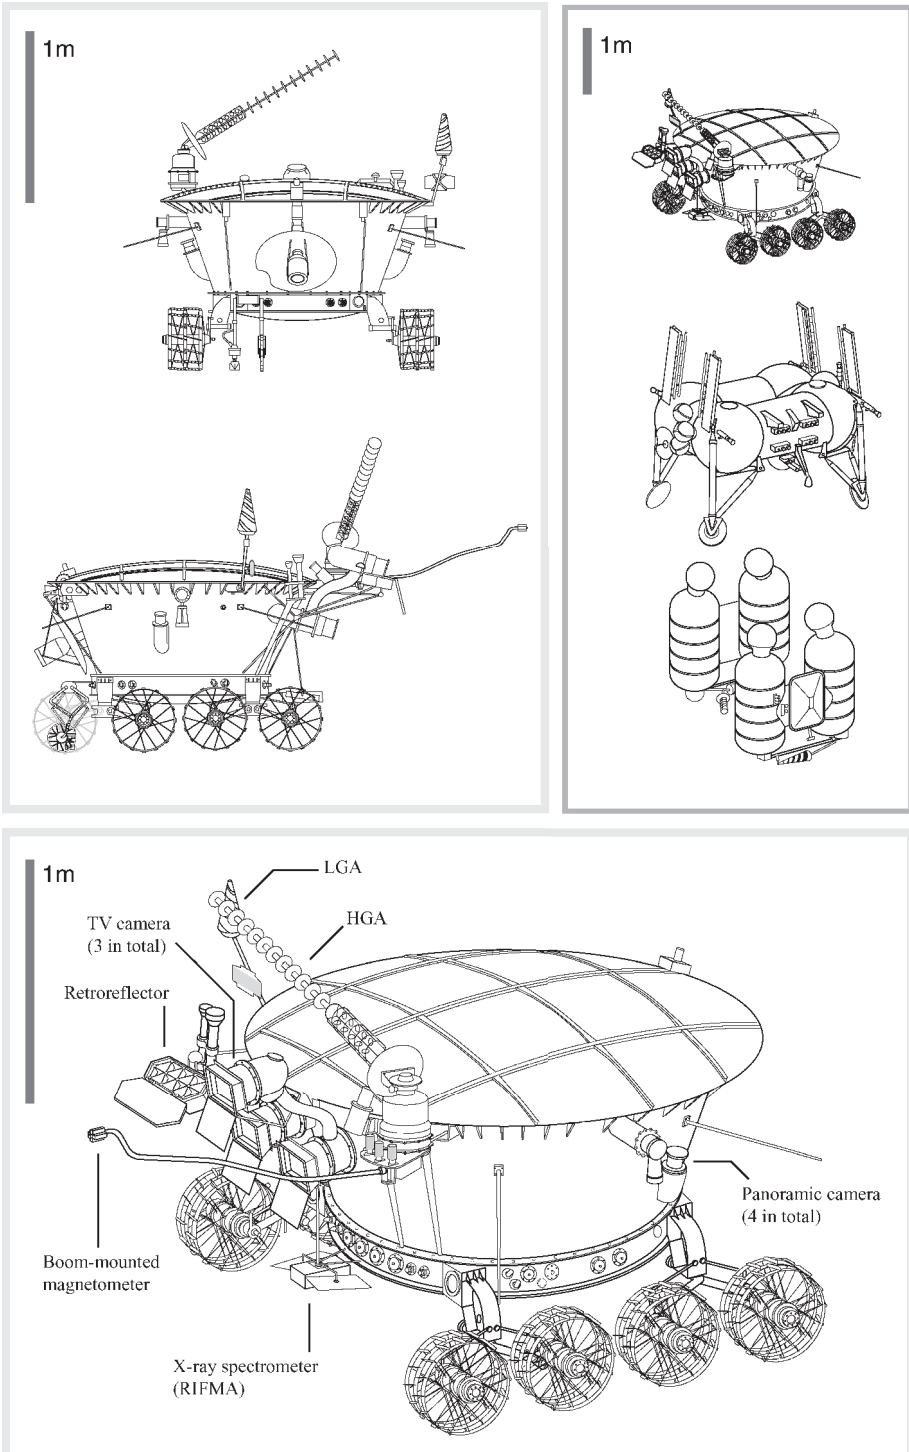 1m
1m
1m
LGA
HGA
TV camera
(3 in total)
Retroreflector
Panoramic camera
(4 in total)
Boom-mounted
magnetometer
X-ray spectrometer
(RIFMA)